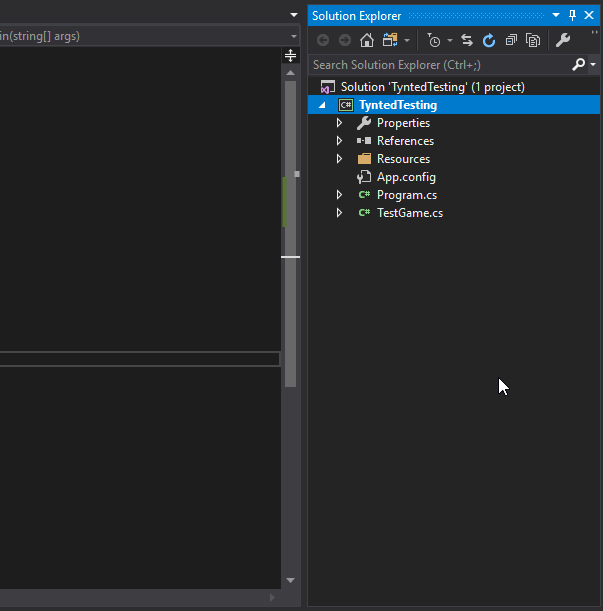 Solution Explorer
in(string[] args)
Search Solution Explorer (Ctrl+;)
Solution 'TyntedTesting' (1 project)
C# TyntedTesting
Properties
References
Resources
App.config
C# Program.cs
C# TestGame.cs